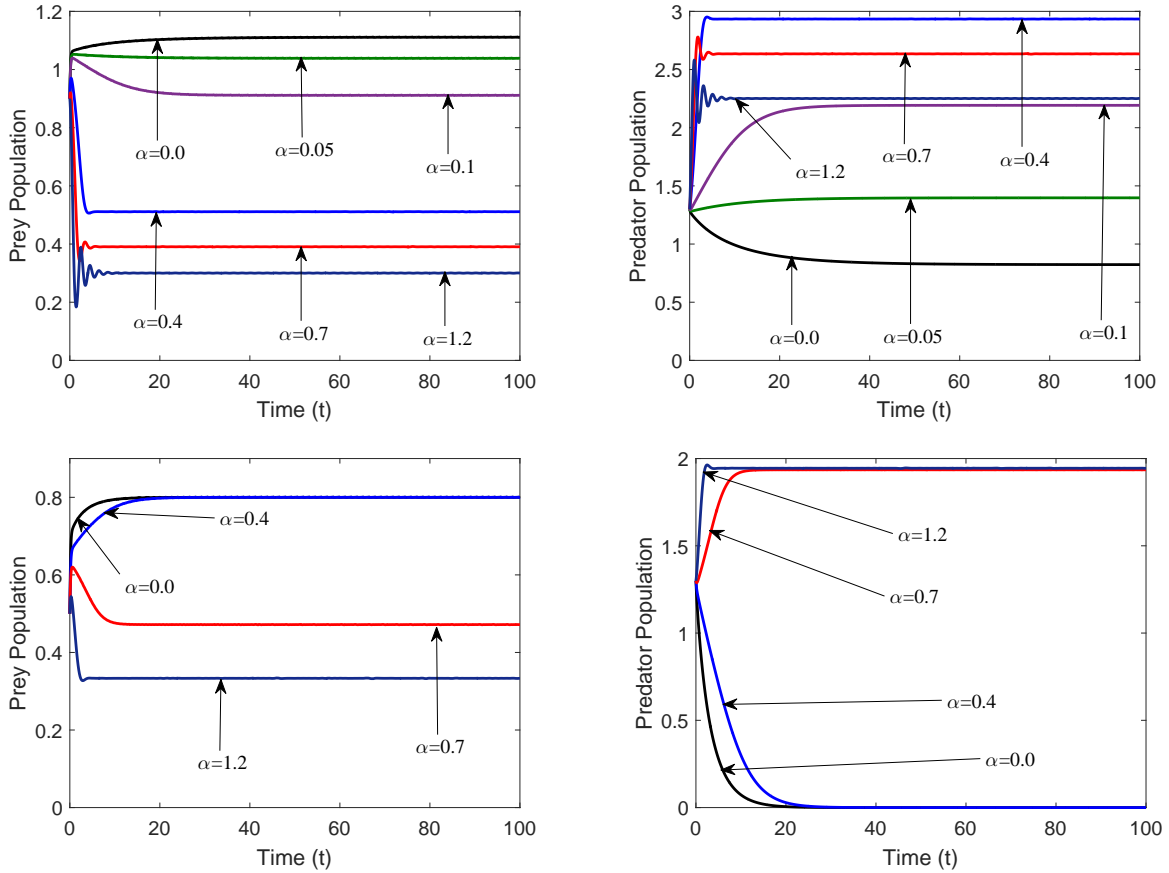 1.2
1
0.8
0.6
0.4
0.2
0
Prey Population
α=0.0
α=0.05
α=0.1
α=0.4
α=0.7
α=1.2
0 20 40 60 80 100
Time (t)
3
2.5
2
1.5
1
0.5
0
Predator Population
α=1.2
α=0.7
α=0.4
α=0.0
α=0.05
α=0.1
0 20 40 60 80 100
Time (t)
1
0.8
0.6
0.4
0.2
0
Prey Population
α=0.4
α=0.0
α=1.2
α=0.7
0 20 40 60 80 100
Time (t)
2
1.5
1
0.5
0
Predator Population
α=1.2
α=0.7
α=0.4
α=0.0
0 20 40 60 80 100
Time (t)